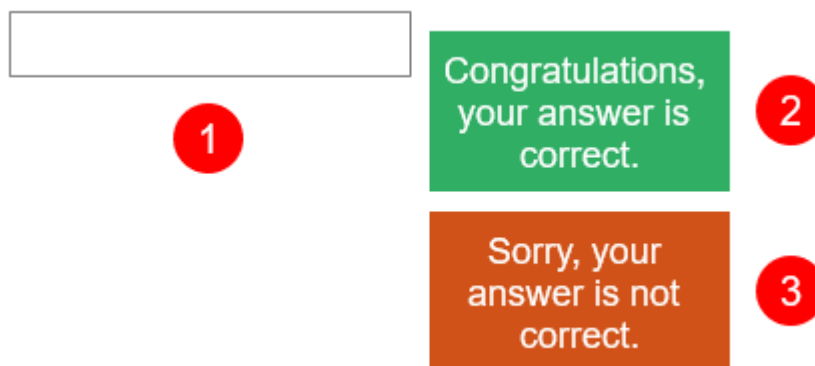 1
Congratulations,
your answer is
correct.
2
Sorry, your
answer is not
correct.
3